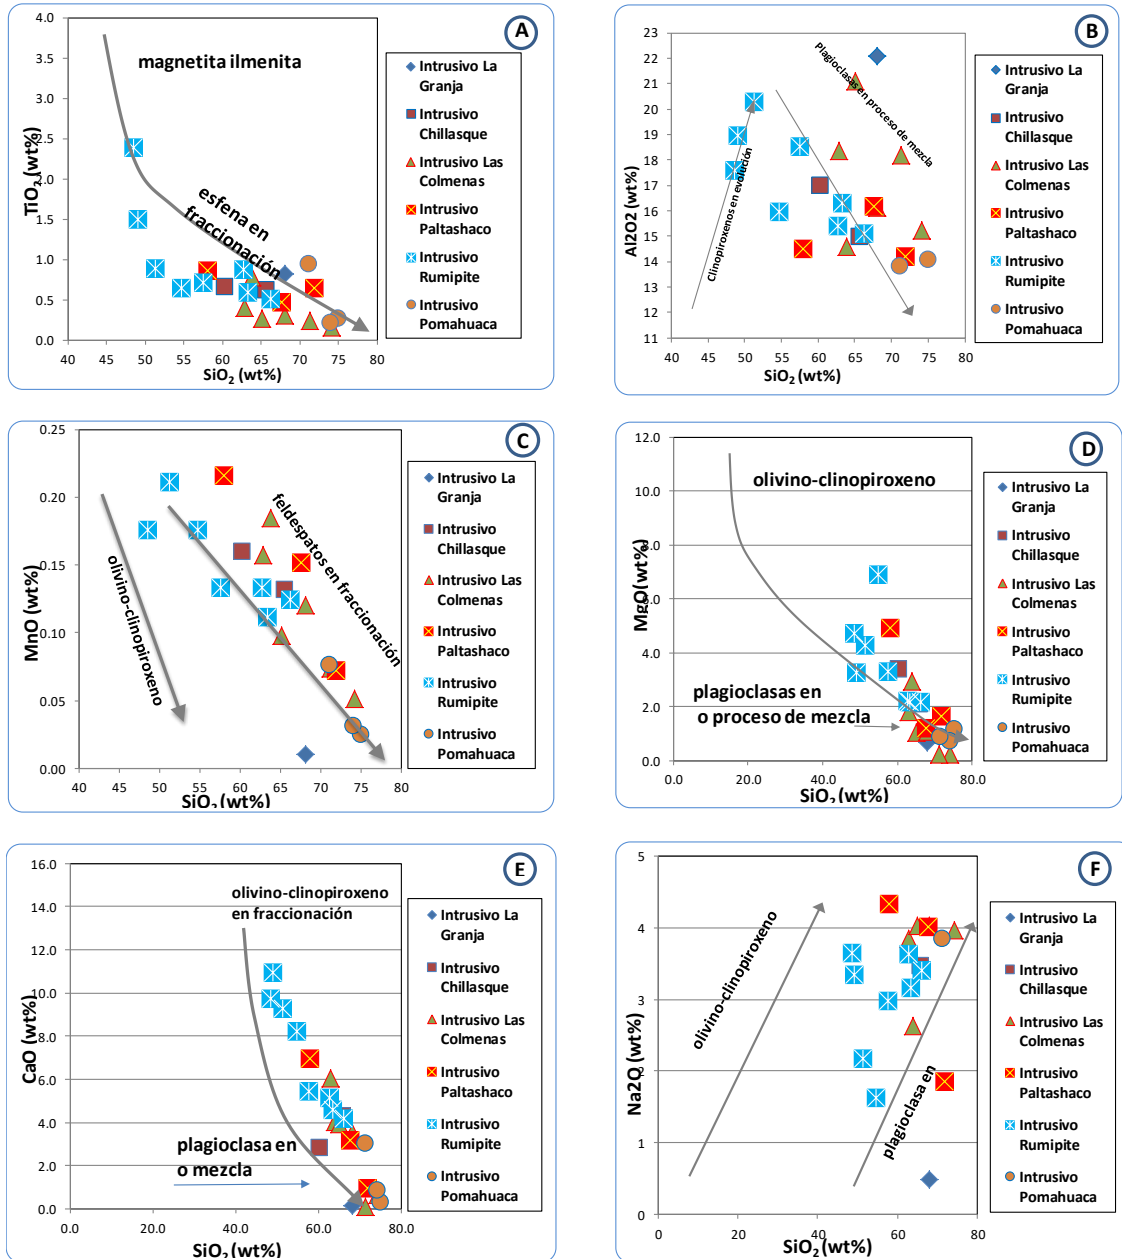 A
TiO2 (wt%)
4.0
3.5
3.0
2.5
2.0
1.5
1.0
0.5
0.0
40 45 50 55 60 65 70 75 80
SiO2 (wt%)
magnetita ilmenita
esfena en
fraccionación
Intrusivo La
Granja
Intrusivo
Chillasque
Intrusivo Las
Colmenas
Intrusivo
Paltashaco
Intrusivo
Rumipite
Intrusivo
Pomahuaca
B
Al2O2 (wt%)
23
22
21
20
19
18
17
16
15
14
13
12
11
40 45 50 55 60 65 70 75 80
SiO2 (wt%)
Clinopiroxenos en evolución
Plagioclasas en proceso de mezcla
Intrusivo La
Granja
Intrusivo
Chillasque
Intrusivo Las
Colmenas
Intrusivo
Paltashaco
Intrusivo
Rumipite
Intrusivo
Pomahuaca
C
MnO (wt%)
0.25
0.20
0.15
0.10
0.05
0.00
40 45 50 55 60 65 70 75 80
SiO2 (wt%)
olivino-clinopiroxeno
feldespatos en fraccionación
Intrusivo La
Granja
Intrusivo
Chillasque
Intrusivo Las
Colmenas
Intrusivo
Paltashaco
Intrusivo
Rumipite
Intrusivo
Pomahuaca
D
MgO (wt%)
12.0
10.0
8.0
6.0
4.0
2.0
0.0
0.0 20.0 40.0 60.0 80.0
SiO2 (wt%)
olivino-clinopiroxeno
plagioclasas en
o proceso de mezcla
Intrusivo La
Granja
Intrusivo
Chillasque
Intrusivo Las
Colmenas
Intrusivo
Paltashaco
Intrusivo
Rumipite
Intrusivo
Pomahuaca
E
CaO (wt%)
16.0
14.0
12.0
10.0
8.0
6.0
4.0
2.0
0.0
0.0 20.0 40.0 60.0 80.0
SiO2 (wt%)
olivino-clinopiroxeno
en fraccionación
plagioclasa en
o mezcla
Intrusivo La
Granja
Intrusivo
Chillasque
Intrusivo Las
Colmenas
Intrusivo
Paltashaco
Intrusivo
Rumipite
Intrusivo
Pomahuaca
F
Na2O (wt%)
5
4
3
2
1
0
0 20 40 60 80
SiO2 (wt%)
olivino-clinopiroxeno
plagioclasa en
Intrusivo La
Granja
Intrusivo
Chillasque
Intrusivo Las
Colmenas
Intrusivo
Paltashaco
Intrusivo
Rumipite
Intrusivo
Pomahuaca